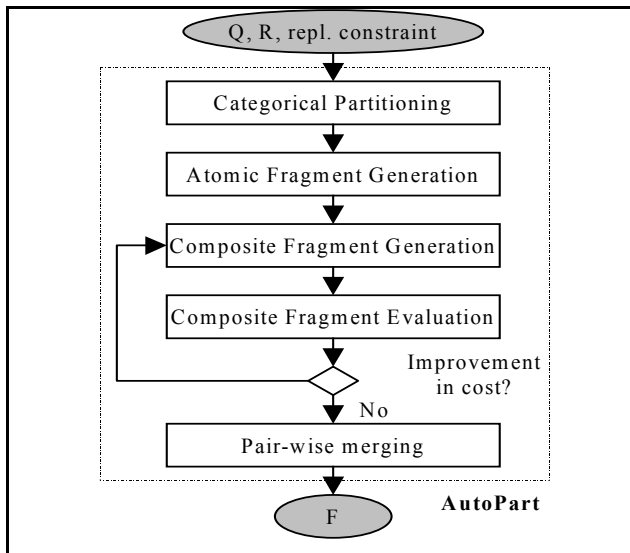 Q, R, repl. constraint
Categorical Partitioning
Atomic Fragment Generation
Composite Fragment Generation
Composite Fragment Evaluation
Improvement
in cost?
No
Pair-wise merging
AutoPart
F